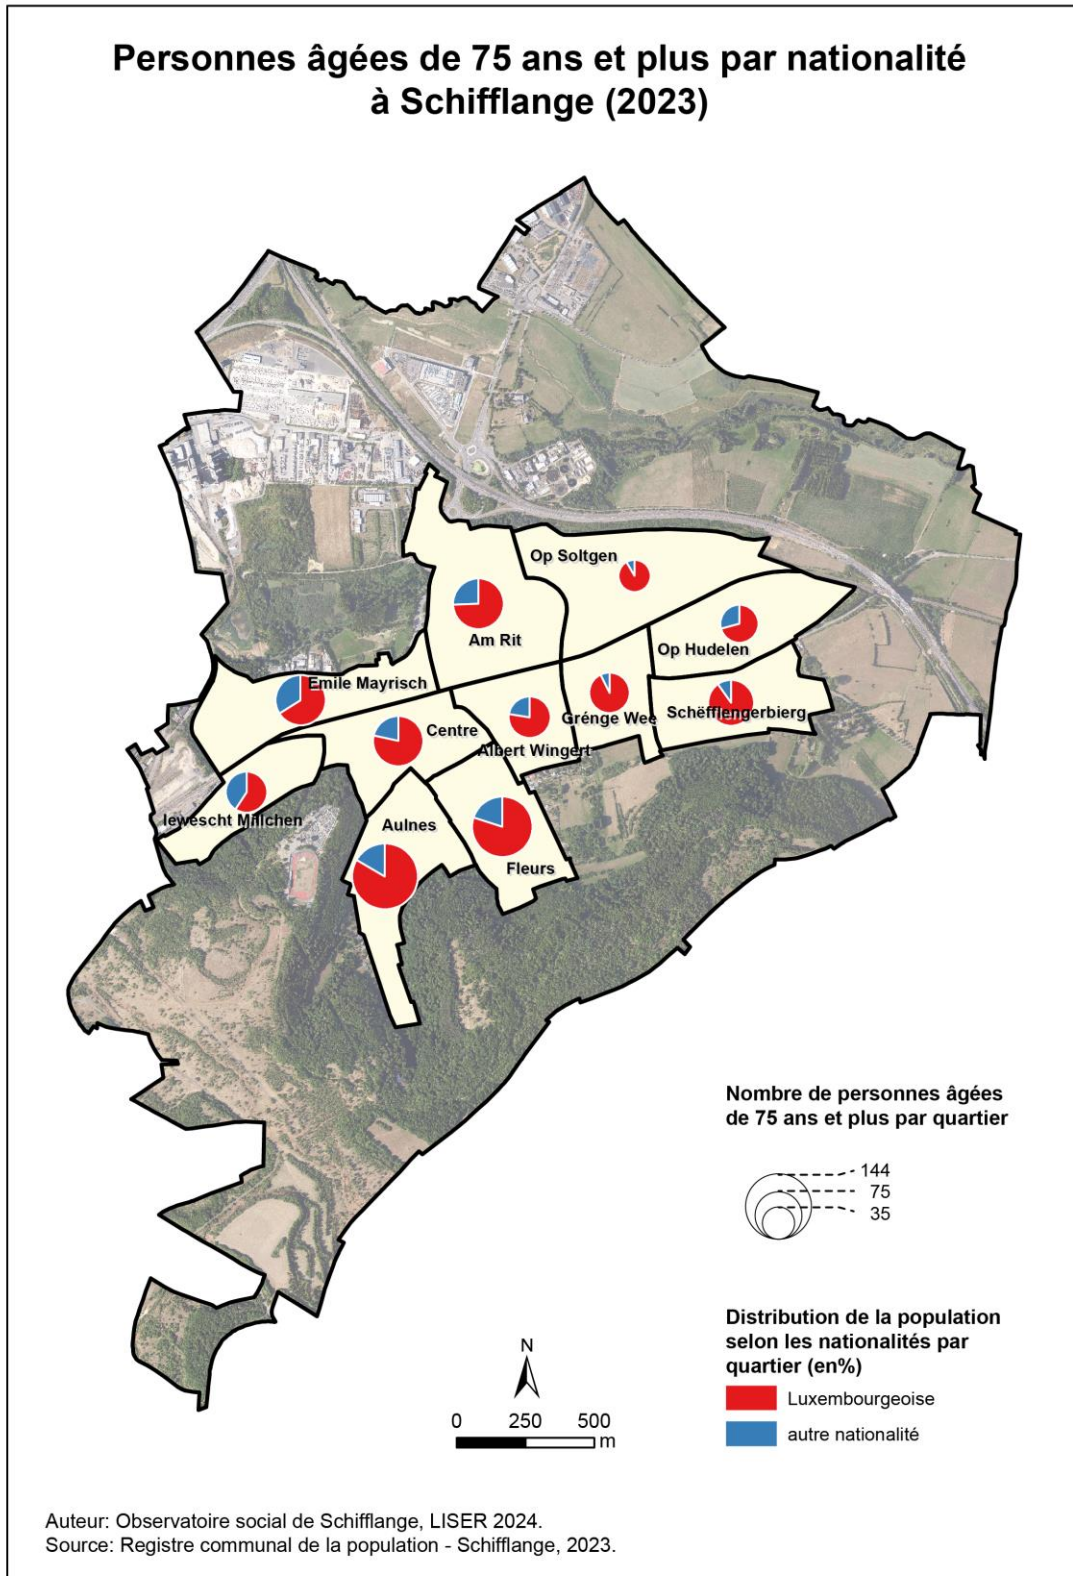 Personnes âgées de 75 ans et plus par nationalité
à Schifflange (2023)
Op Soltgen
Am Rit
Op Hudelen
Emile Mayrisch
Schëfflengerbierg
Grénge Wee
Centre
Albert Wingert
Iewescht Millchen
Aulnes
Fleurs
Nombre de personnes âgées
de 75 ans et plus par quartier
144
75
35
Distribution de la population
selon les nationalités par
quartier (en%)
Luxembourgeoise
autre nationalité
N
0 250 500
m
Auteur: Observatoire social de Schifflange, LISER 2024.
Source: Registre communal de la population - Schifflange, 2023.